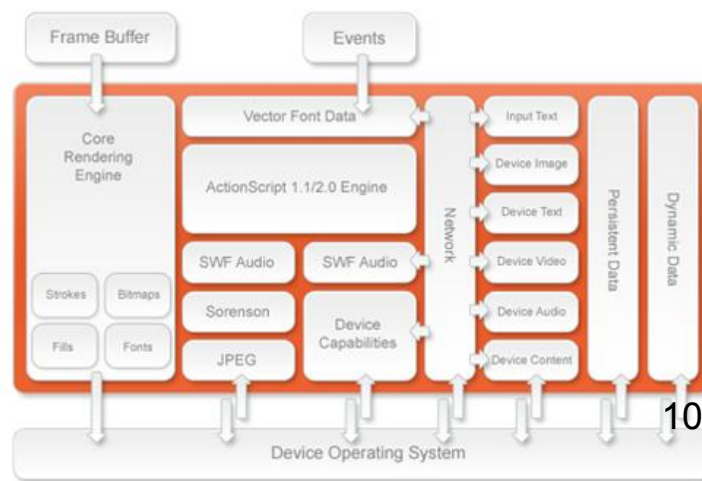 Frame Buffer
Events
Core
Rendering
Engine
Strokes
Bitmaps
Fills
Fonts
Vector Font Data
ActionScript 1.1/2.0 Engine
SWF Audio
SWF Audio
Sorenson
Device
Capabilities
JPEG
Network
Input Text
Device Image
Device Text
Device Video
Device Audio
Device Content
Persistent Data
Dynamic Data
10
Device Operating System